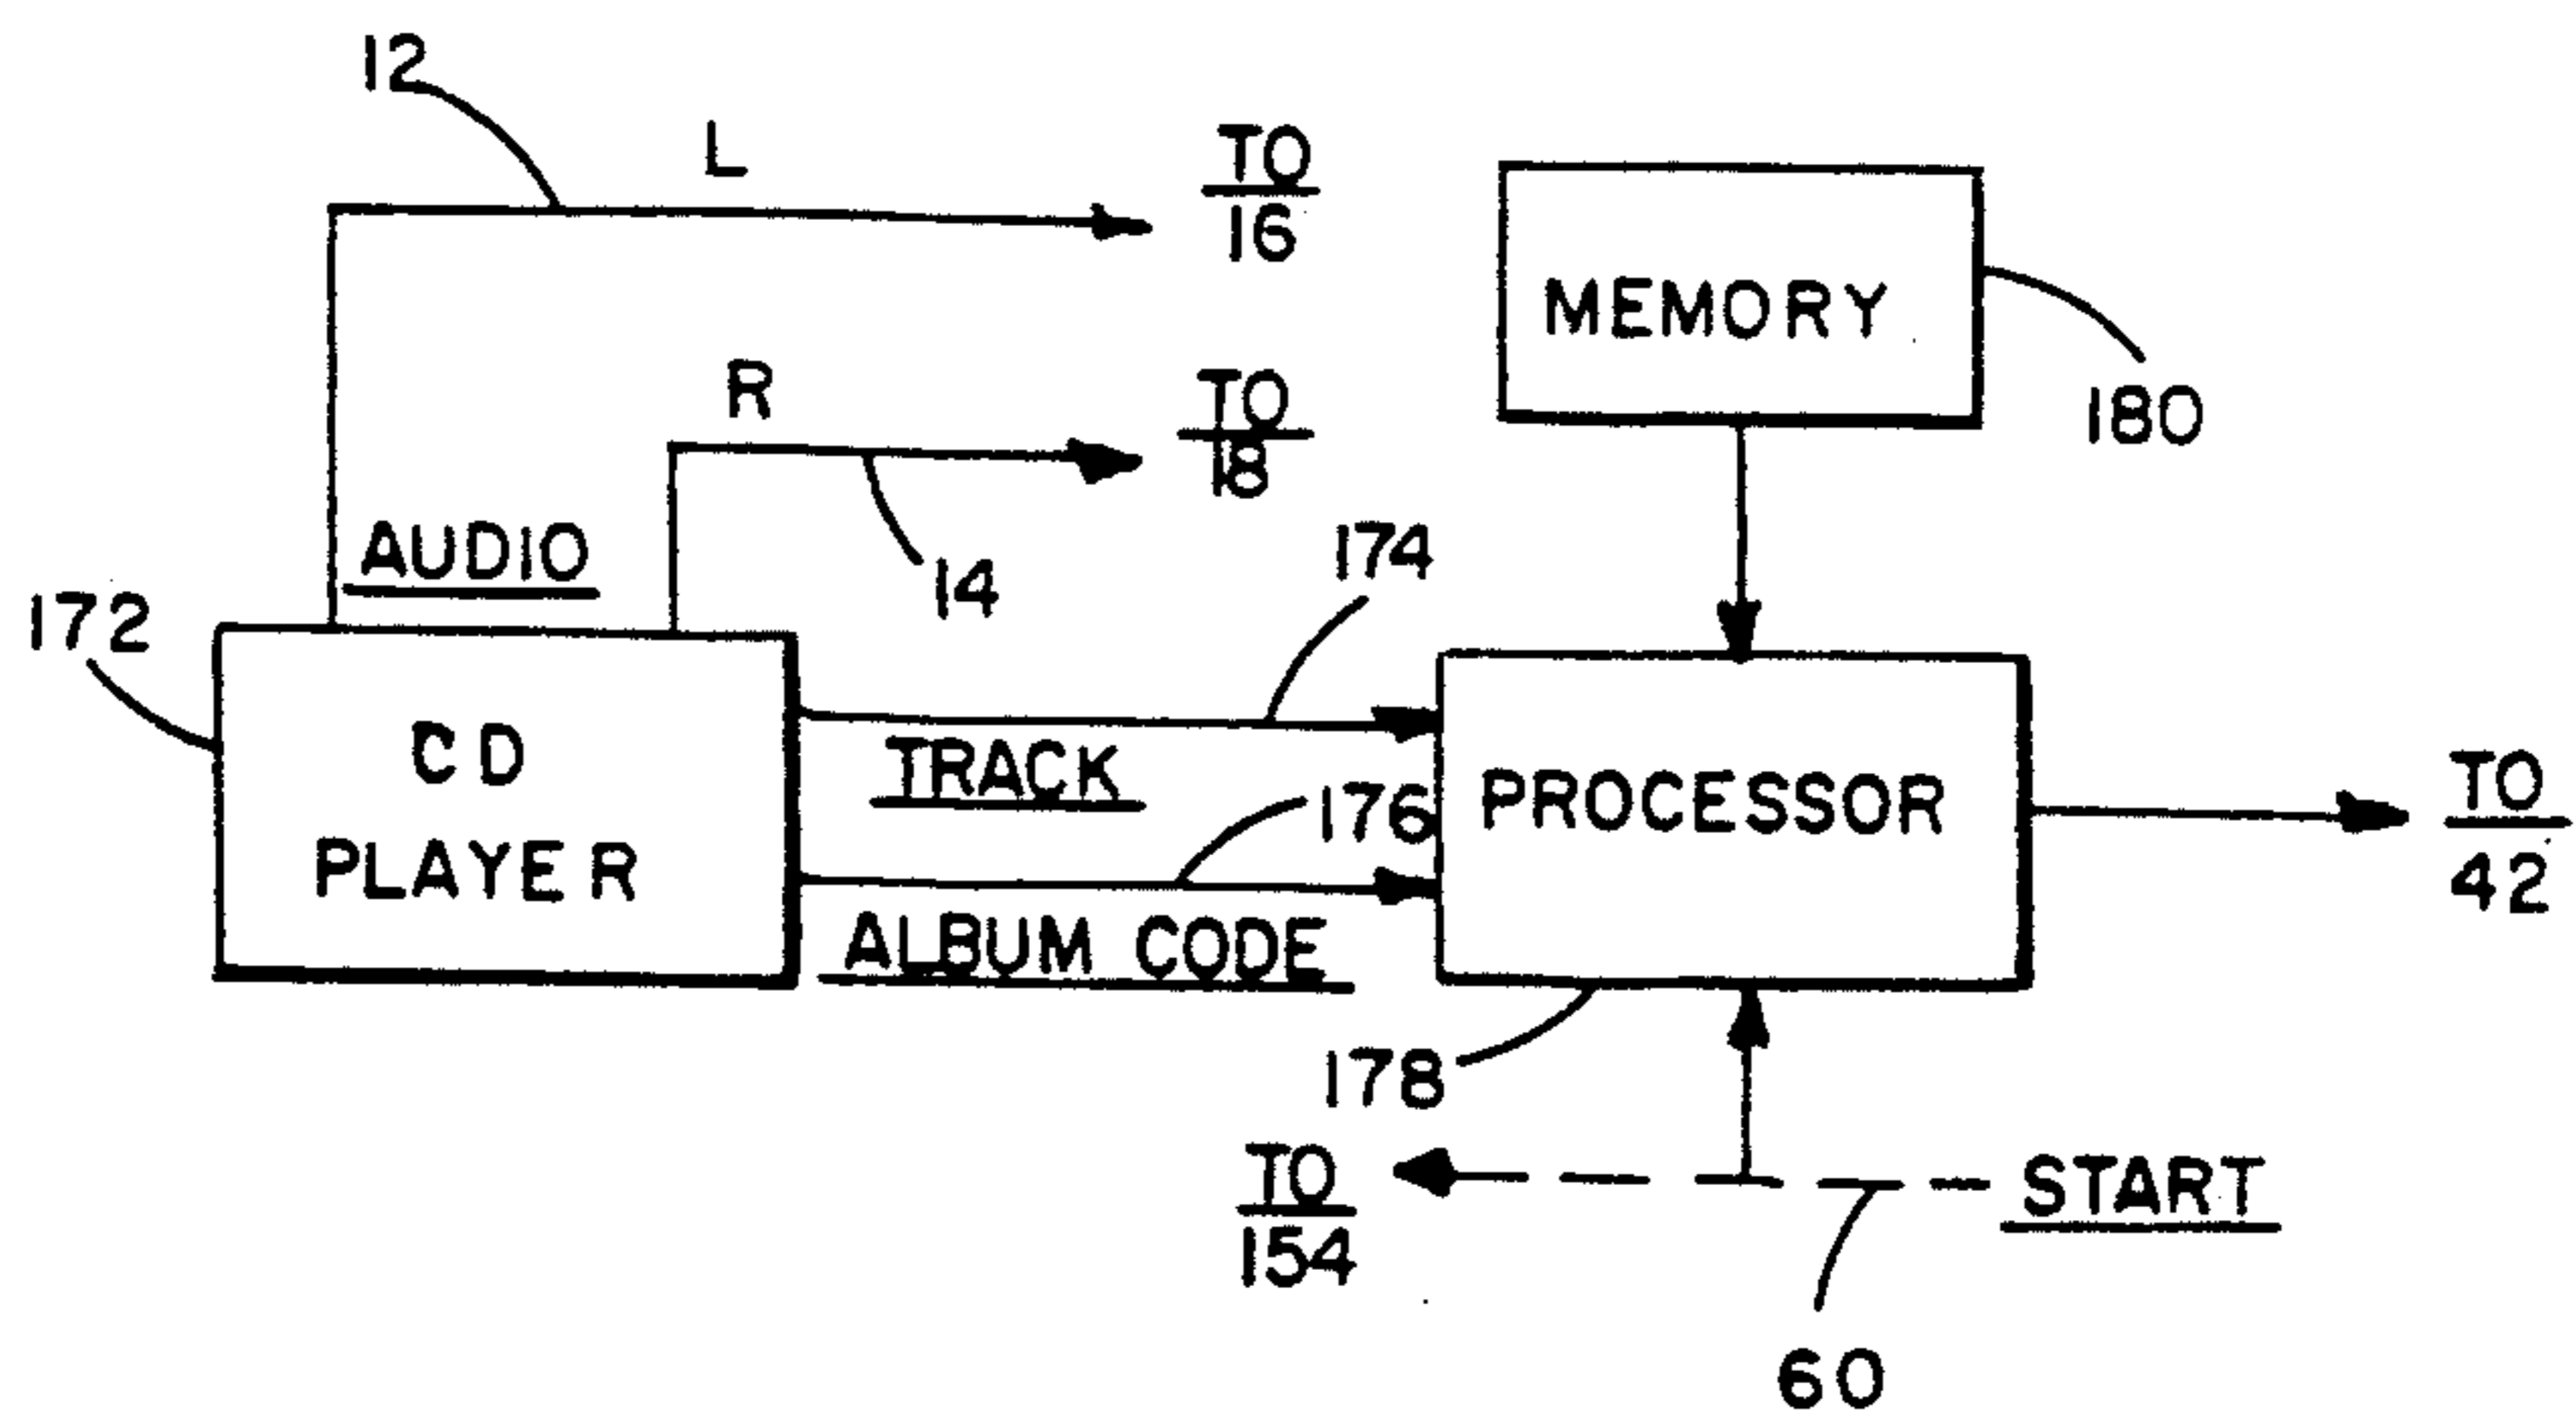 12
L
TO
16
MEMORY
180
R
TO
18
14
AUDIO
172
174
CD
PLAYER
TRACK
176
PROCESSOR
TO
42
ALBUM CODE
178
TO
154
START
60